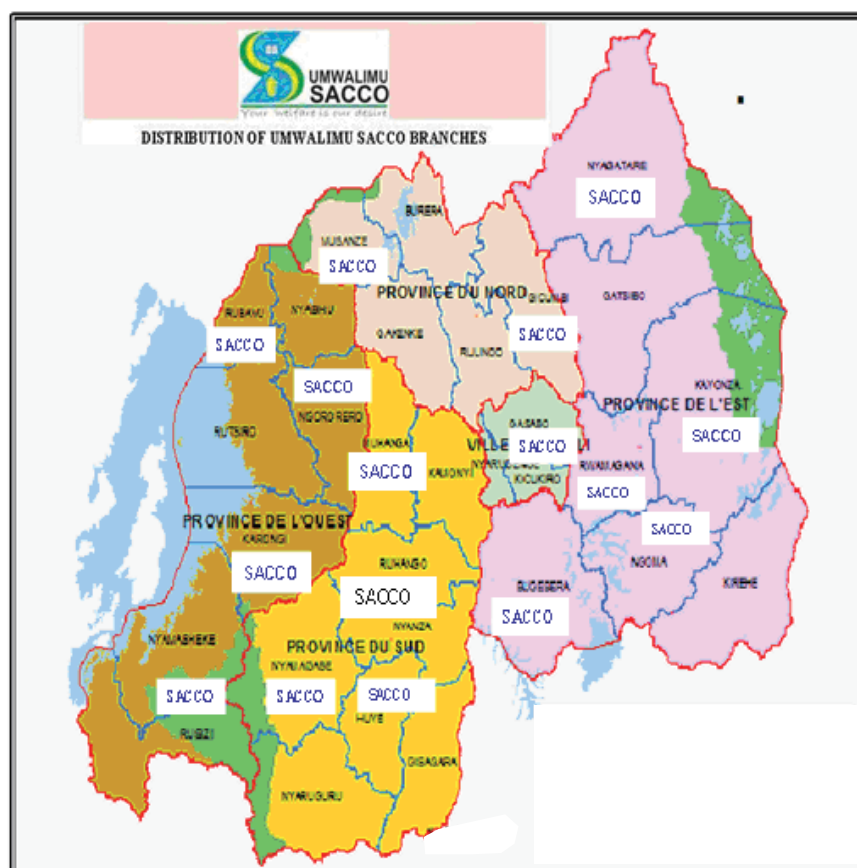 UMWALIMU
SACCO
Your welfare is our desire
DISTRIBUTION OF UMWALIMU SACCO BRANCHES
NYAGATARE
SACCO
BURERA
MUSANZE
SACCO
PROVINCE DU NORD
GICUMBI
GATSIBO
RUBAVU
NYABIHU
GAKENKE
RULINDO
SACCO
SACCO
SACCO
NGORORERO
KAYONZA
PROVINCE DE L'EST
SACCO
RUTSIRO
MUHANGA
SACCO
KAMONYI
GASABO
SACCO
KICUKIRO
RWAMAGANA
SACCO
PROVINCE DE L'OUEST
KARONGI
SACCO
SACCO
NGOMA
KIREHE
RUHANGO
SACCO
NYANZA
BUGESERA
SACCO
NYAMASHEKE
PROVINCE DU SUD
NYAMAGABE
SACCO
SACCO
SACCO
RUSIZI
HUYE
GISAGARA
NYARUGURU